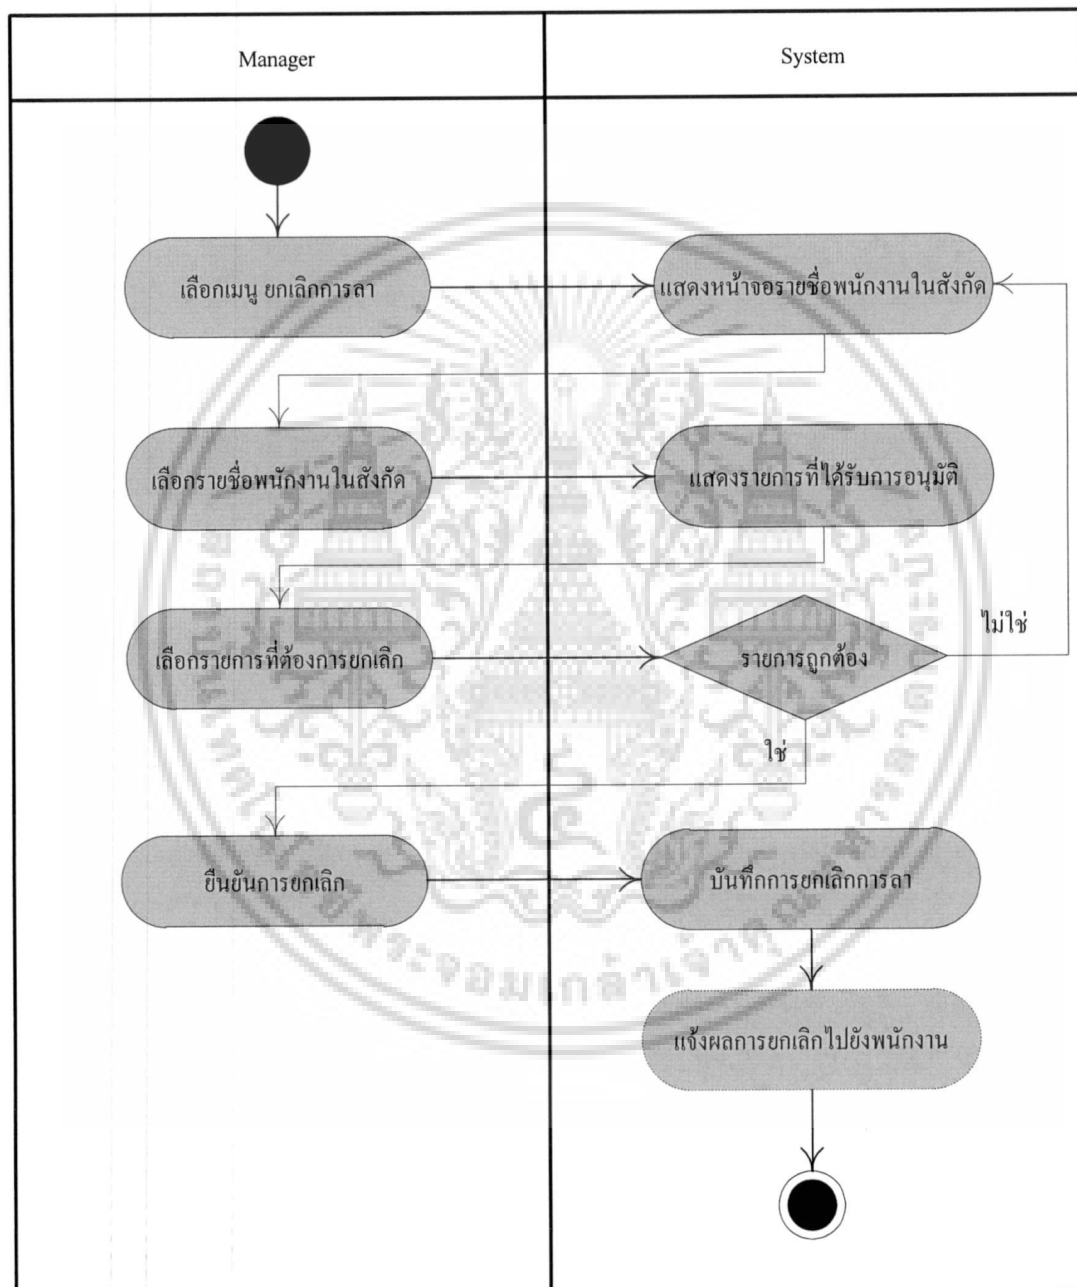 Manager
System
เลือกเมนู ยกเลิกการลา
แสดงหน้าจอรายชื่อพนักงานในสังกัด
เลือกรายชื่อพนักงานในสังกัด
แสดงรายการที่ได้รับการอนุมัติ
เลือกรายการที่ต้องการยกเลิก
รายการถูกต้อง
ไม่ใช่
ใช่
ยืนยันการยกเลิก
บันทึกการยกเลิกการลา
แจ้งผลการยกเลิกไปยังพนักงาน